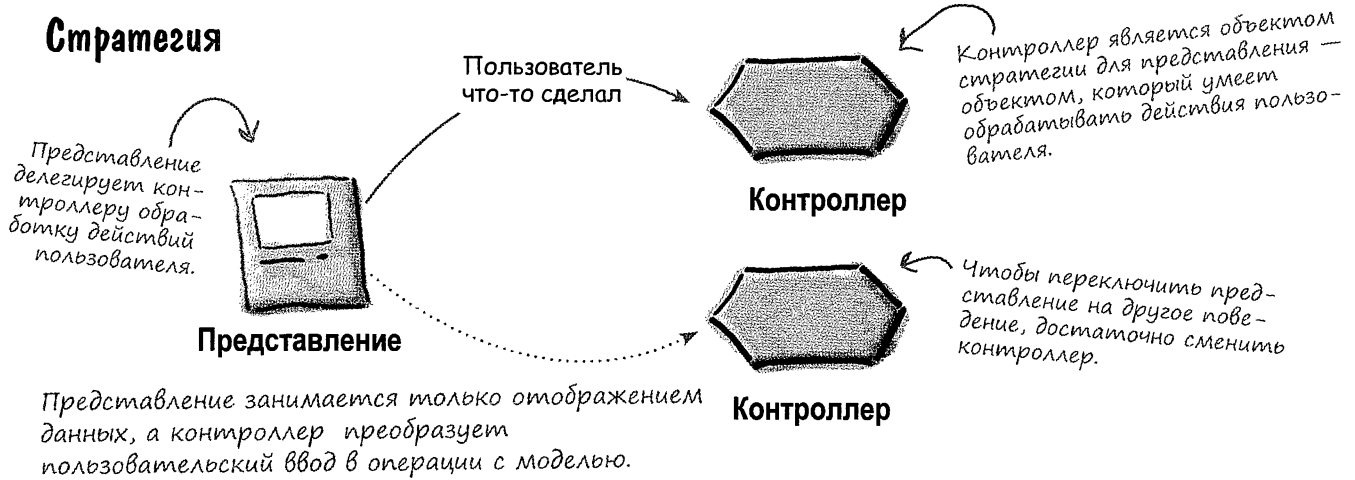 Стратегия
Пользователь
что-то сделал
Контроллер является объектом
стратегии для представления —
объектом, который умеет
обрабатывать действия пользо-
вателя.
Представление
делегирует кон-
троллеру обра-
ботку действий
пользователя.
Контроллер
Чтобы переключить пред-
ставление на другое пове-
дение, достаточно сменить
контроллер.
Представление
Контроллер
Представление занимается только отображением
данных, а контроллер преобразует
пользовательский ввод в операции с моделью.